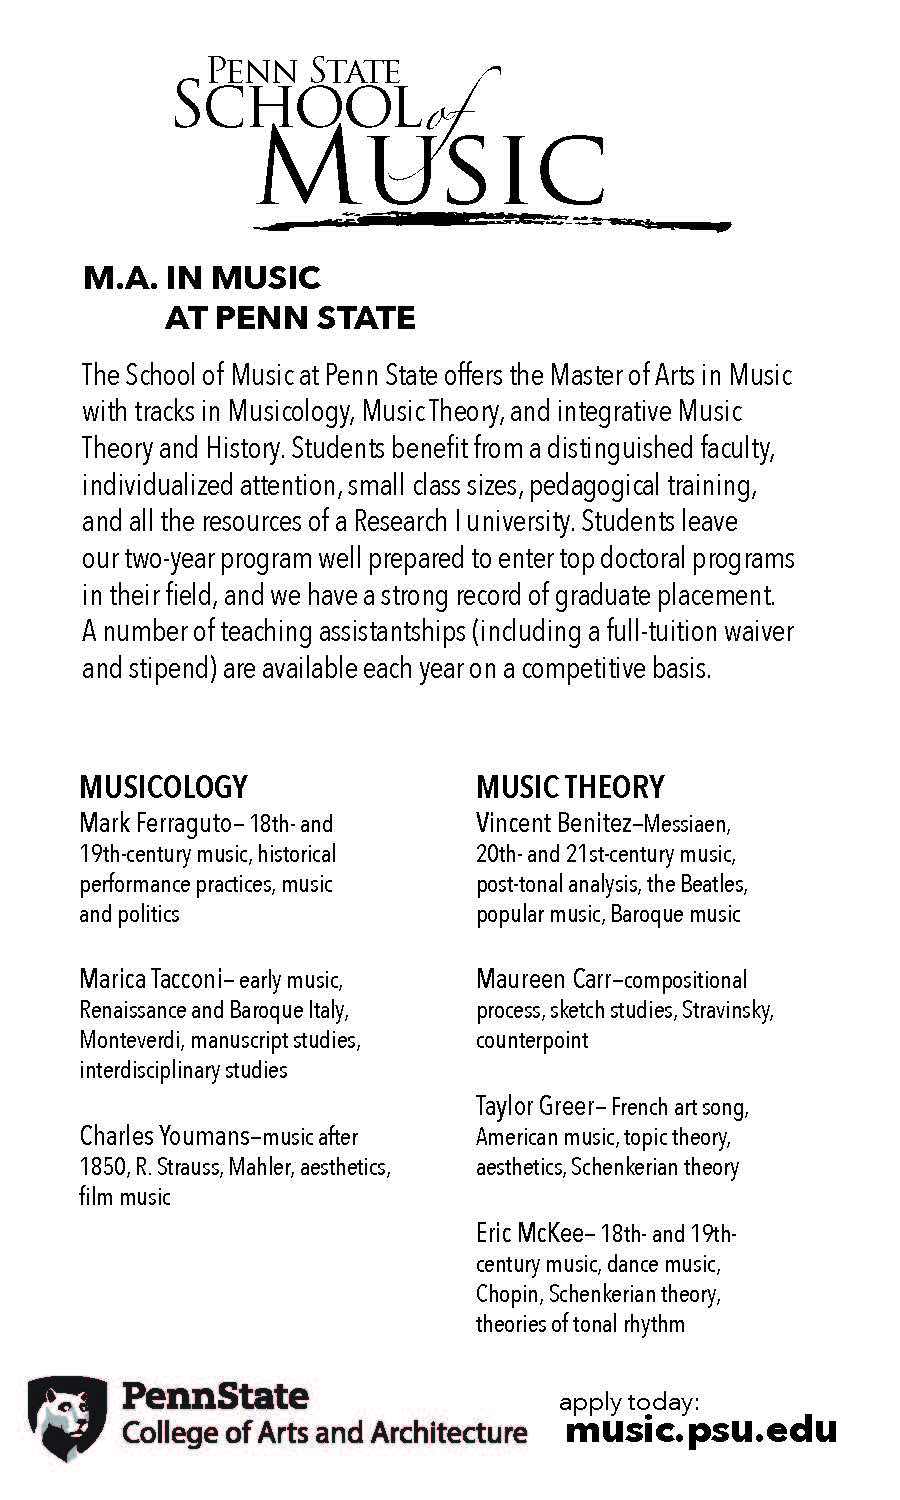 PENN STATE
SCHOOL of
MUSIC
M.A. IN MUSIC
AT PENN STATE
The School of Music at Penn State offers the Master of Arts in Music
with tracks in Musicology, Music Theory, and integrative Music
Theory and History. Students benefit from a distinguished faculty,
individualized attention, small class sizes, pedagogical training,
and all the resources of a Research I university. Students leave
our two-year program well prepared to enter top doctoral programs
in their field, and we have a strong record of graduate placement.
A number of teaching assistantships (including a full-tuition waiver
and stipend) are available each year on a competitive basis.
MUSICOLOGY
Mark Ferraguto– 18th- and
19th-century music, historical
performance practices, music
and politics
Marica Tacconi– early music,
Renaissance and Baroque Italy,
Monteverdi, manuscript studies,
interdisciplinary studies
Charles Youmans–music after
1850, R. Strauss, Mahler, aesthetics,
film music
MUSIC THEORY
Vincent Benitez–Messiaen,
20th- and 21st-century music,
post-tonal analysis, the Beatles,
popular music, Baroque music
Maureen Carr–compositional
process, sketch studies, Stravinsky,
counterpoint
Taylor Greer– French art song,
American music, topic theory,
aesthetics, Schenkerian theory
Eric McKee– 18th- and 19th-
century music, dance music,
Chopin, Schenkerian theory,
theories of tonal rhythm
PennState
College of Arts and Architecture
apply today:
music.psu.edu